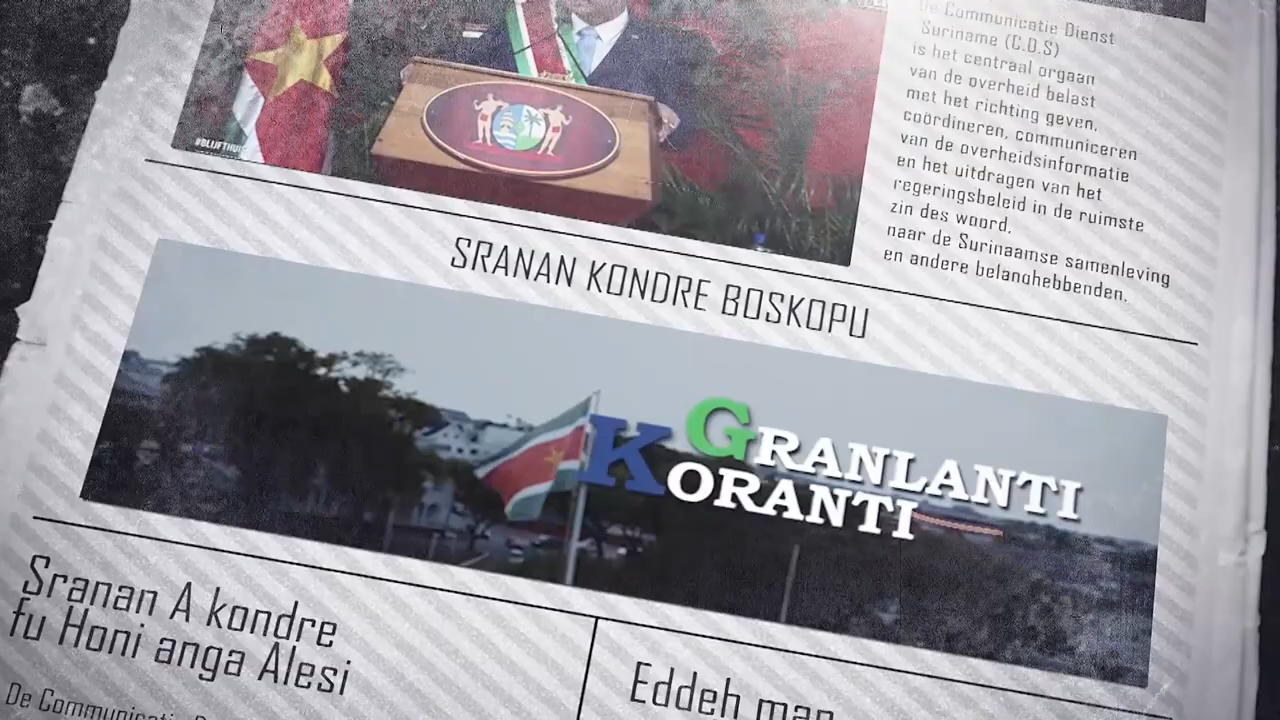 De Communicatie Dienst
Suriname (C.D.S)
is het centraal orgaan
van de overheid belast
met het richting geven,
coördineren, communiceren
van de overheidsinformatie
en het uitdragen van het
regeringsbeleid in de ruimste
zin des woord.
naar de Surinaamse samenleving
en andere belanghebbenden.
SRANAN KONDRE BOSKOPU
GRANLANTI
KORANTI
Sranan A kondre
fu Honi anga Alesi
De
Eddeh man